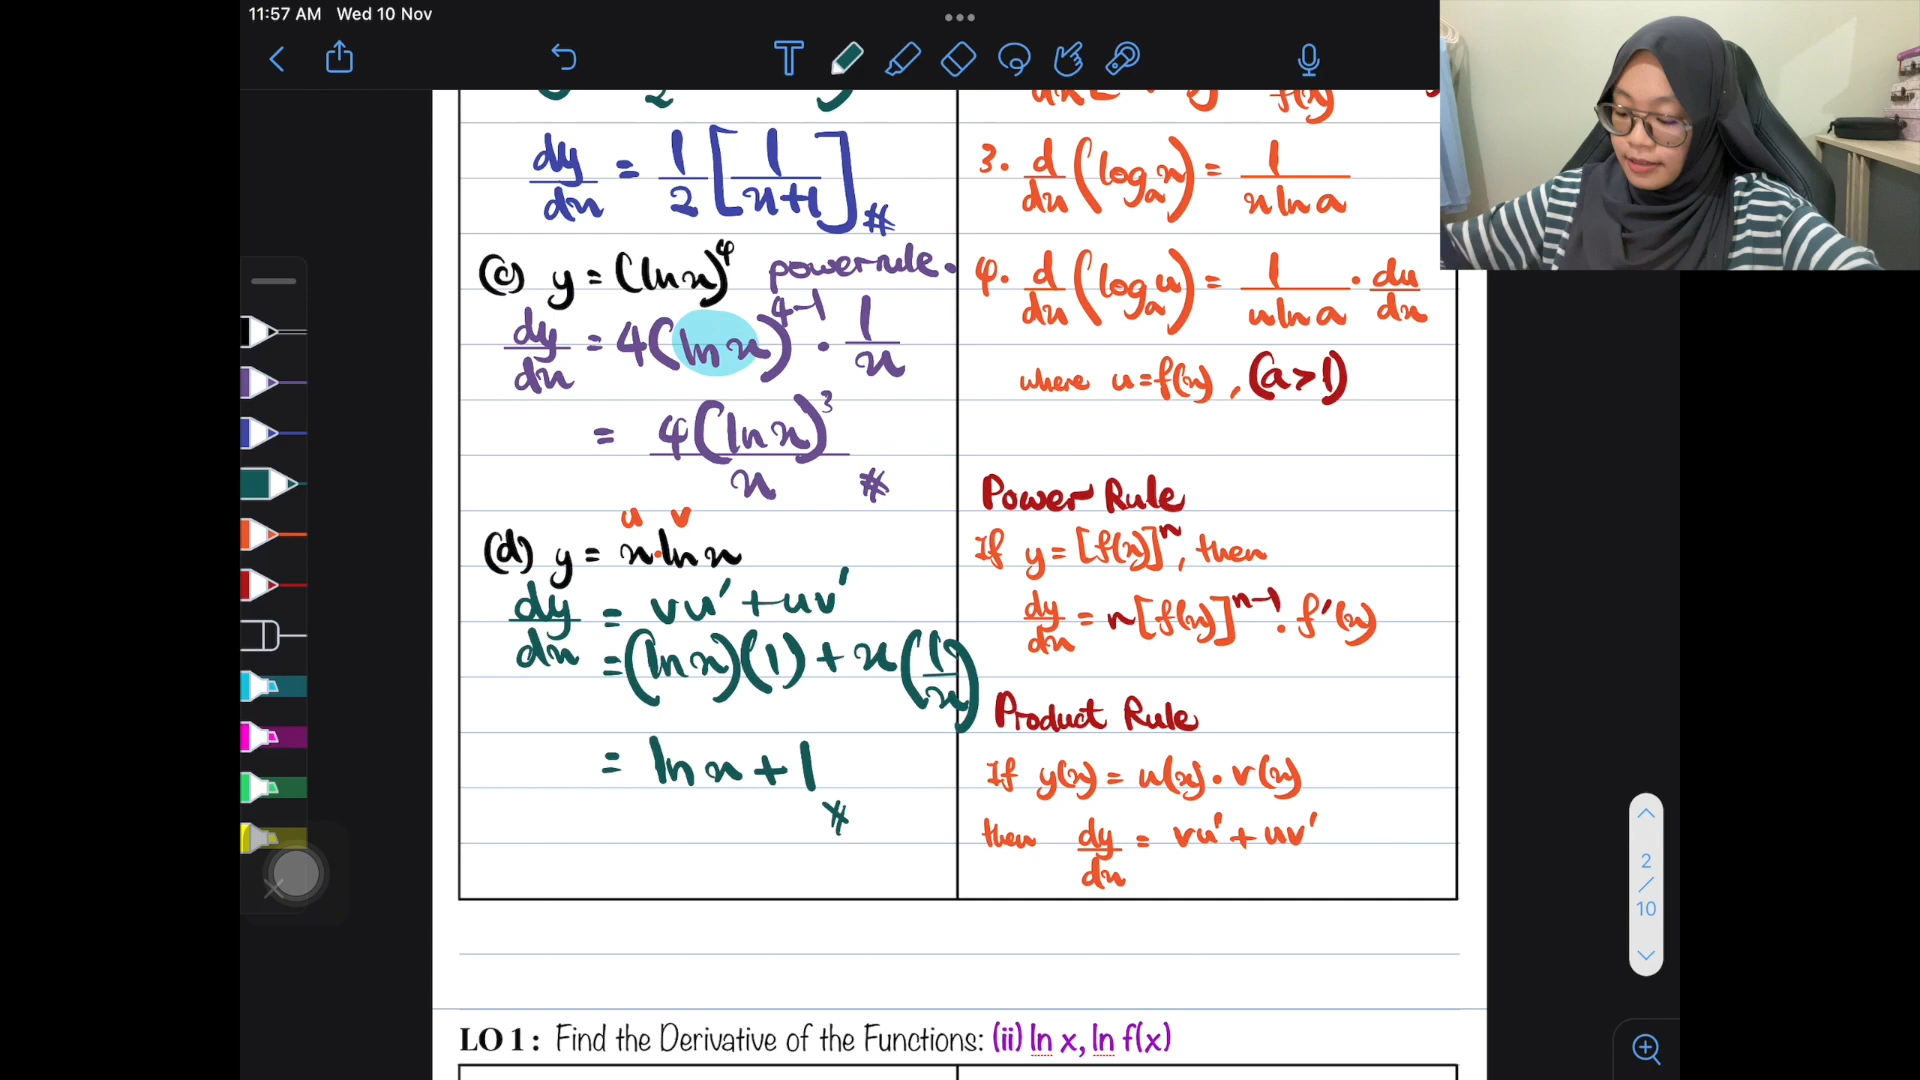 11:57 AM Wed 10 Nov
dy/dx = 1/2 [1/(x+1)] #
(c) y = (ln x)^4 power rule.
dy/dx = 4(ln x)^4-1 · 1/x
= 4(ln x)^3 / x #
u v
(d) y = x·ln x
dy/dx = vu' + uv'
= (ln x)(1) + x(1/x)
= ln x + 1 #
3. d/dx (log_a x) = 1/(x ln a)
4. d/dx (log_a u) = 1/(u ln a) · du/dx
where u = f(x), (a > 1)
Power Rule
If y = [f(x)]^n, then
dy/dx = n[f(x)]^n-1 · f'(x)
Product Rule
If y(x) = u(x) · v(x)
then dy/dx = vu' + uv'
2
/
10
LO 1 : Find the Derivative of the Functions: (ii) ln x, ln f(x)